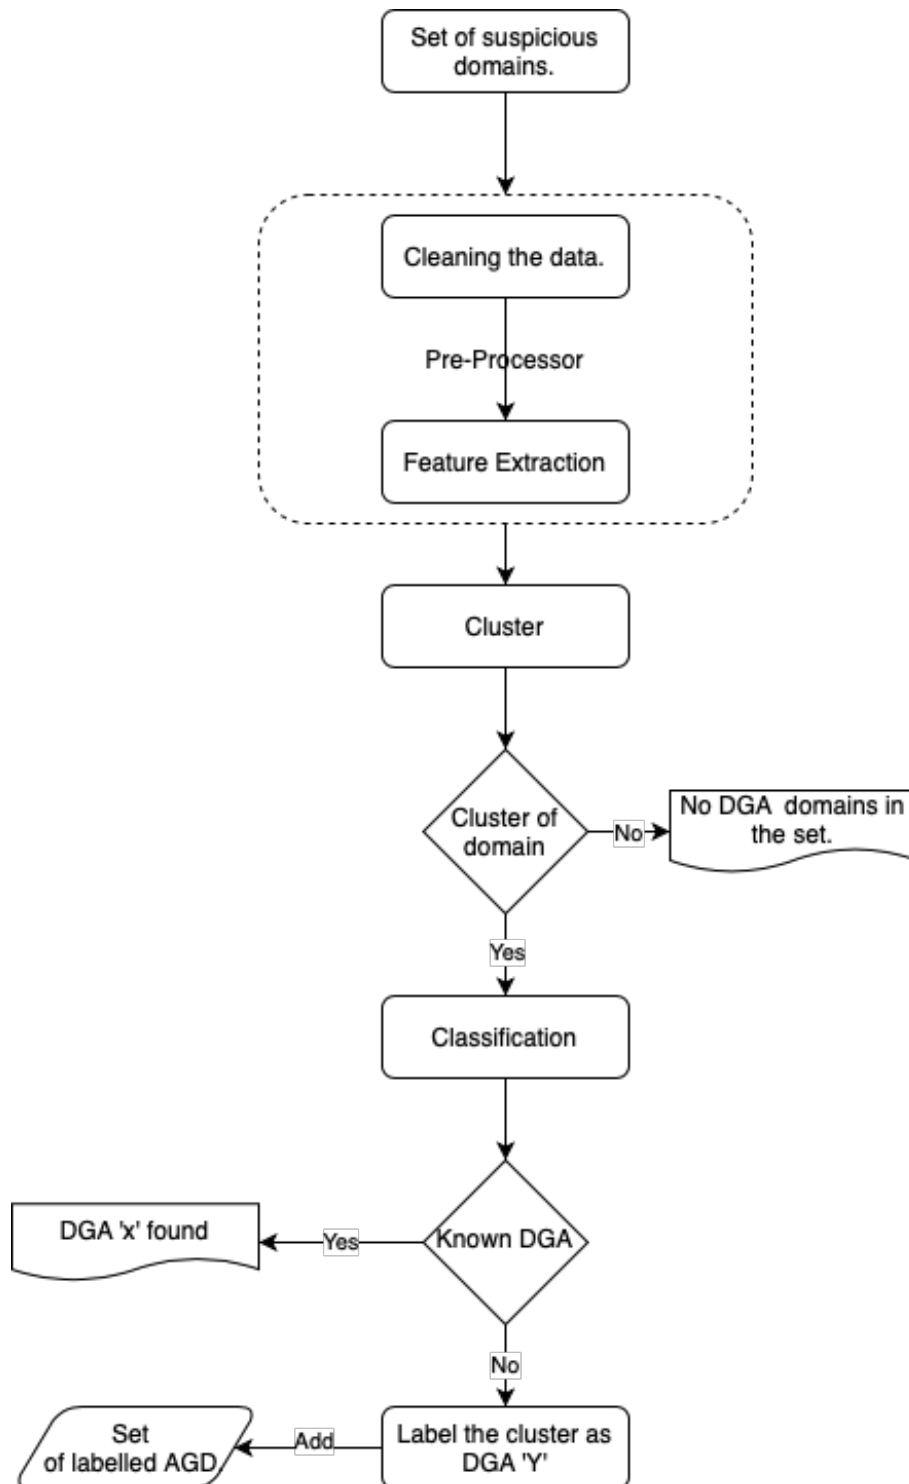 Set of suspicious
domains.
Cleaning the data.
Pre-Processor
Feature Extraction
Cluster
Cluster of
domain
No
No DGA  domains in
the set.
Yes
Classification
Known DGA
Yes
DGA 'x' found
No
Label the cluster as
DGA 'Y'
Add
Set
of labelled AGD